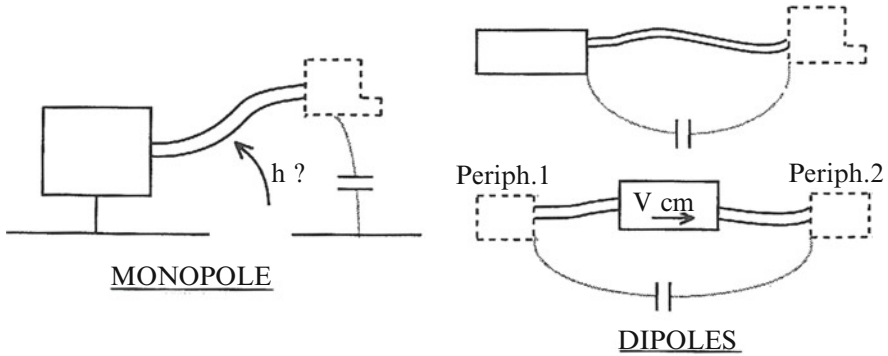 h ?
MONOPOLE
Periph.1
Periph.2
V cm
DIPOLES